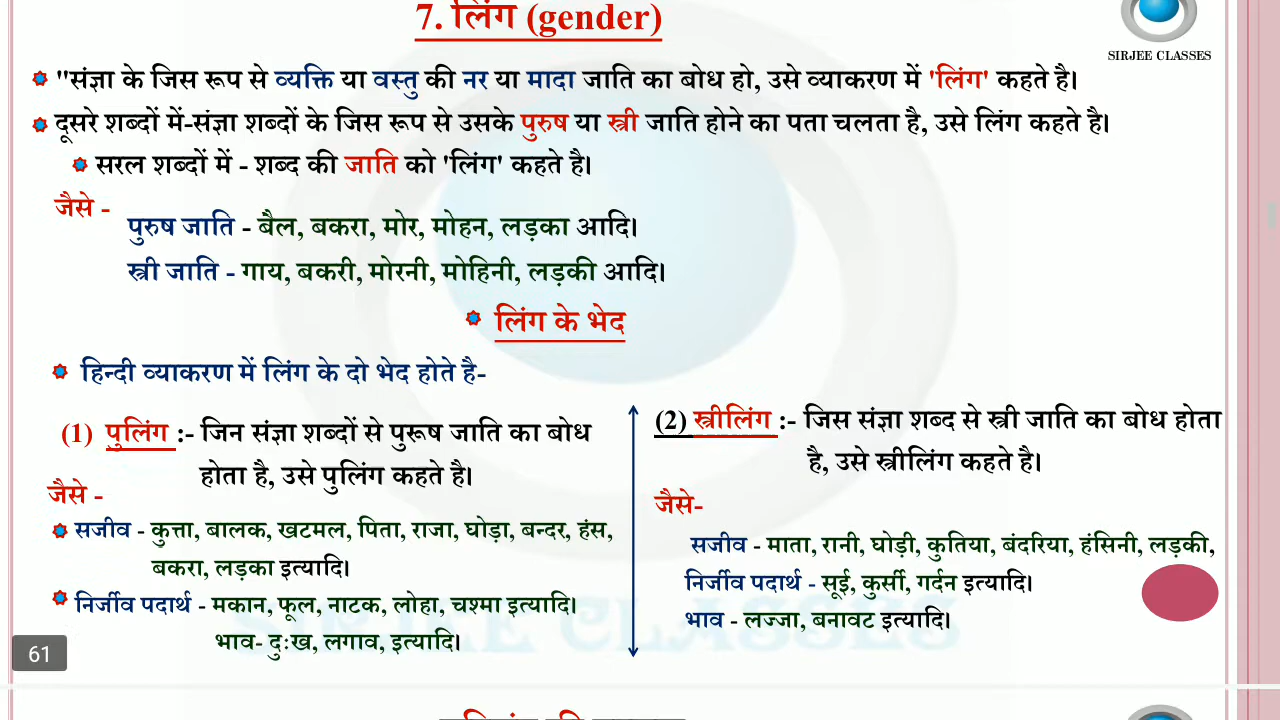 7. लिंग (gender)
SIRJEE CLASSES
"संज्ञा के जिस रूप से व्यक्ति या वस्तु की नर या मादा जाति का बोध हो, उसे व्याकरण में 'लिंग' कहते है।
दूसरे शब्दों में-संज्ञा शब्दों के जिस रूप से उसके पुरुष या स्त्री जाति होने का पता चलता है, उसे लिंग कहते है।
सरल शब्दों में - शब्द की जाति को 'लिंग' कहते है।
जैसे -
पुरुष जाति - बैल, बकरा, मोर, मोहन, लड़का आदि।
स्त्री जाति - गाय, बकरी, मोरनी, मोहिनी, लड़की आदि।
लिंग के भेद
हिन्दी व्याकरण में लिंग के दो भेद होते है-
(1) पुलिंग :- जिन संज्ञा शब्दों से पुरूष जाति का बोध
होता है, उसे पुलिंग कहते है।
जैसे -
सजीव - कुत्ता, बालक, खटमल, पिता, राजा, घोड़ा, बन्दर, हंस,
बकरा, लड़का इत्यादि।
निर्जीव पदार्थ - मकान, फूल, नाटक, लोहा, चश्मा इत्यादि।
भाव- दुःख, लगाव, इत्यादि।
(2) स्त्रीलिंग :- जिस संज्ञा शब्द से स्त्री जाति का बोध होता
है, उसे स्त्रीलिंग कहते है।
जैसे-
सजीव - माता, रानी, घोड़ी, कुतिया, बंदरिया, हंसिनी, लड़की,
निर्जीव पदार्थ - सूई, कुर्सी, गर्दन इत्यादि।
भाव - लज्जा, बनावट इत्यादि।
SIRJEE CLASSES
61